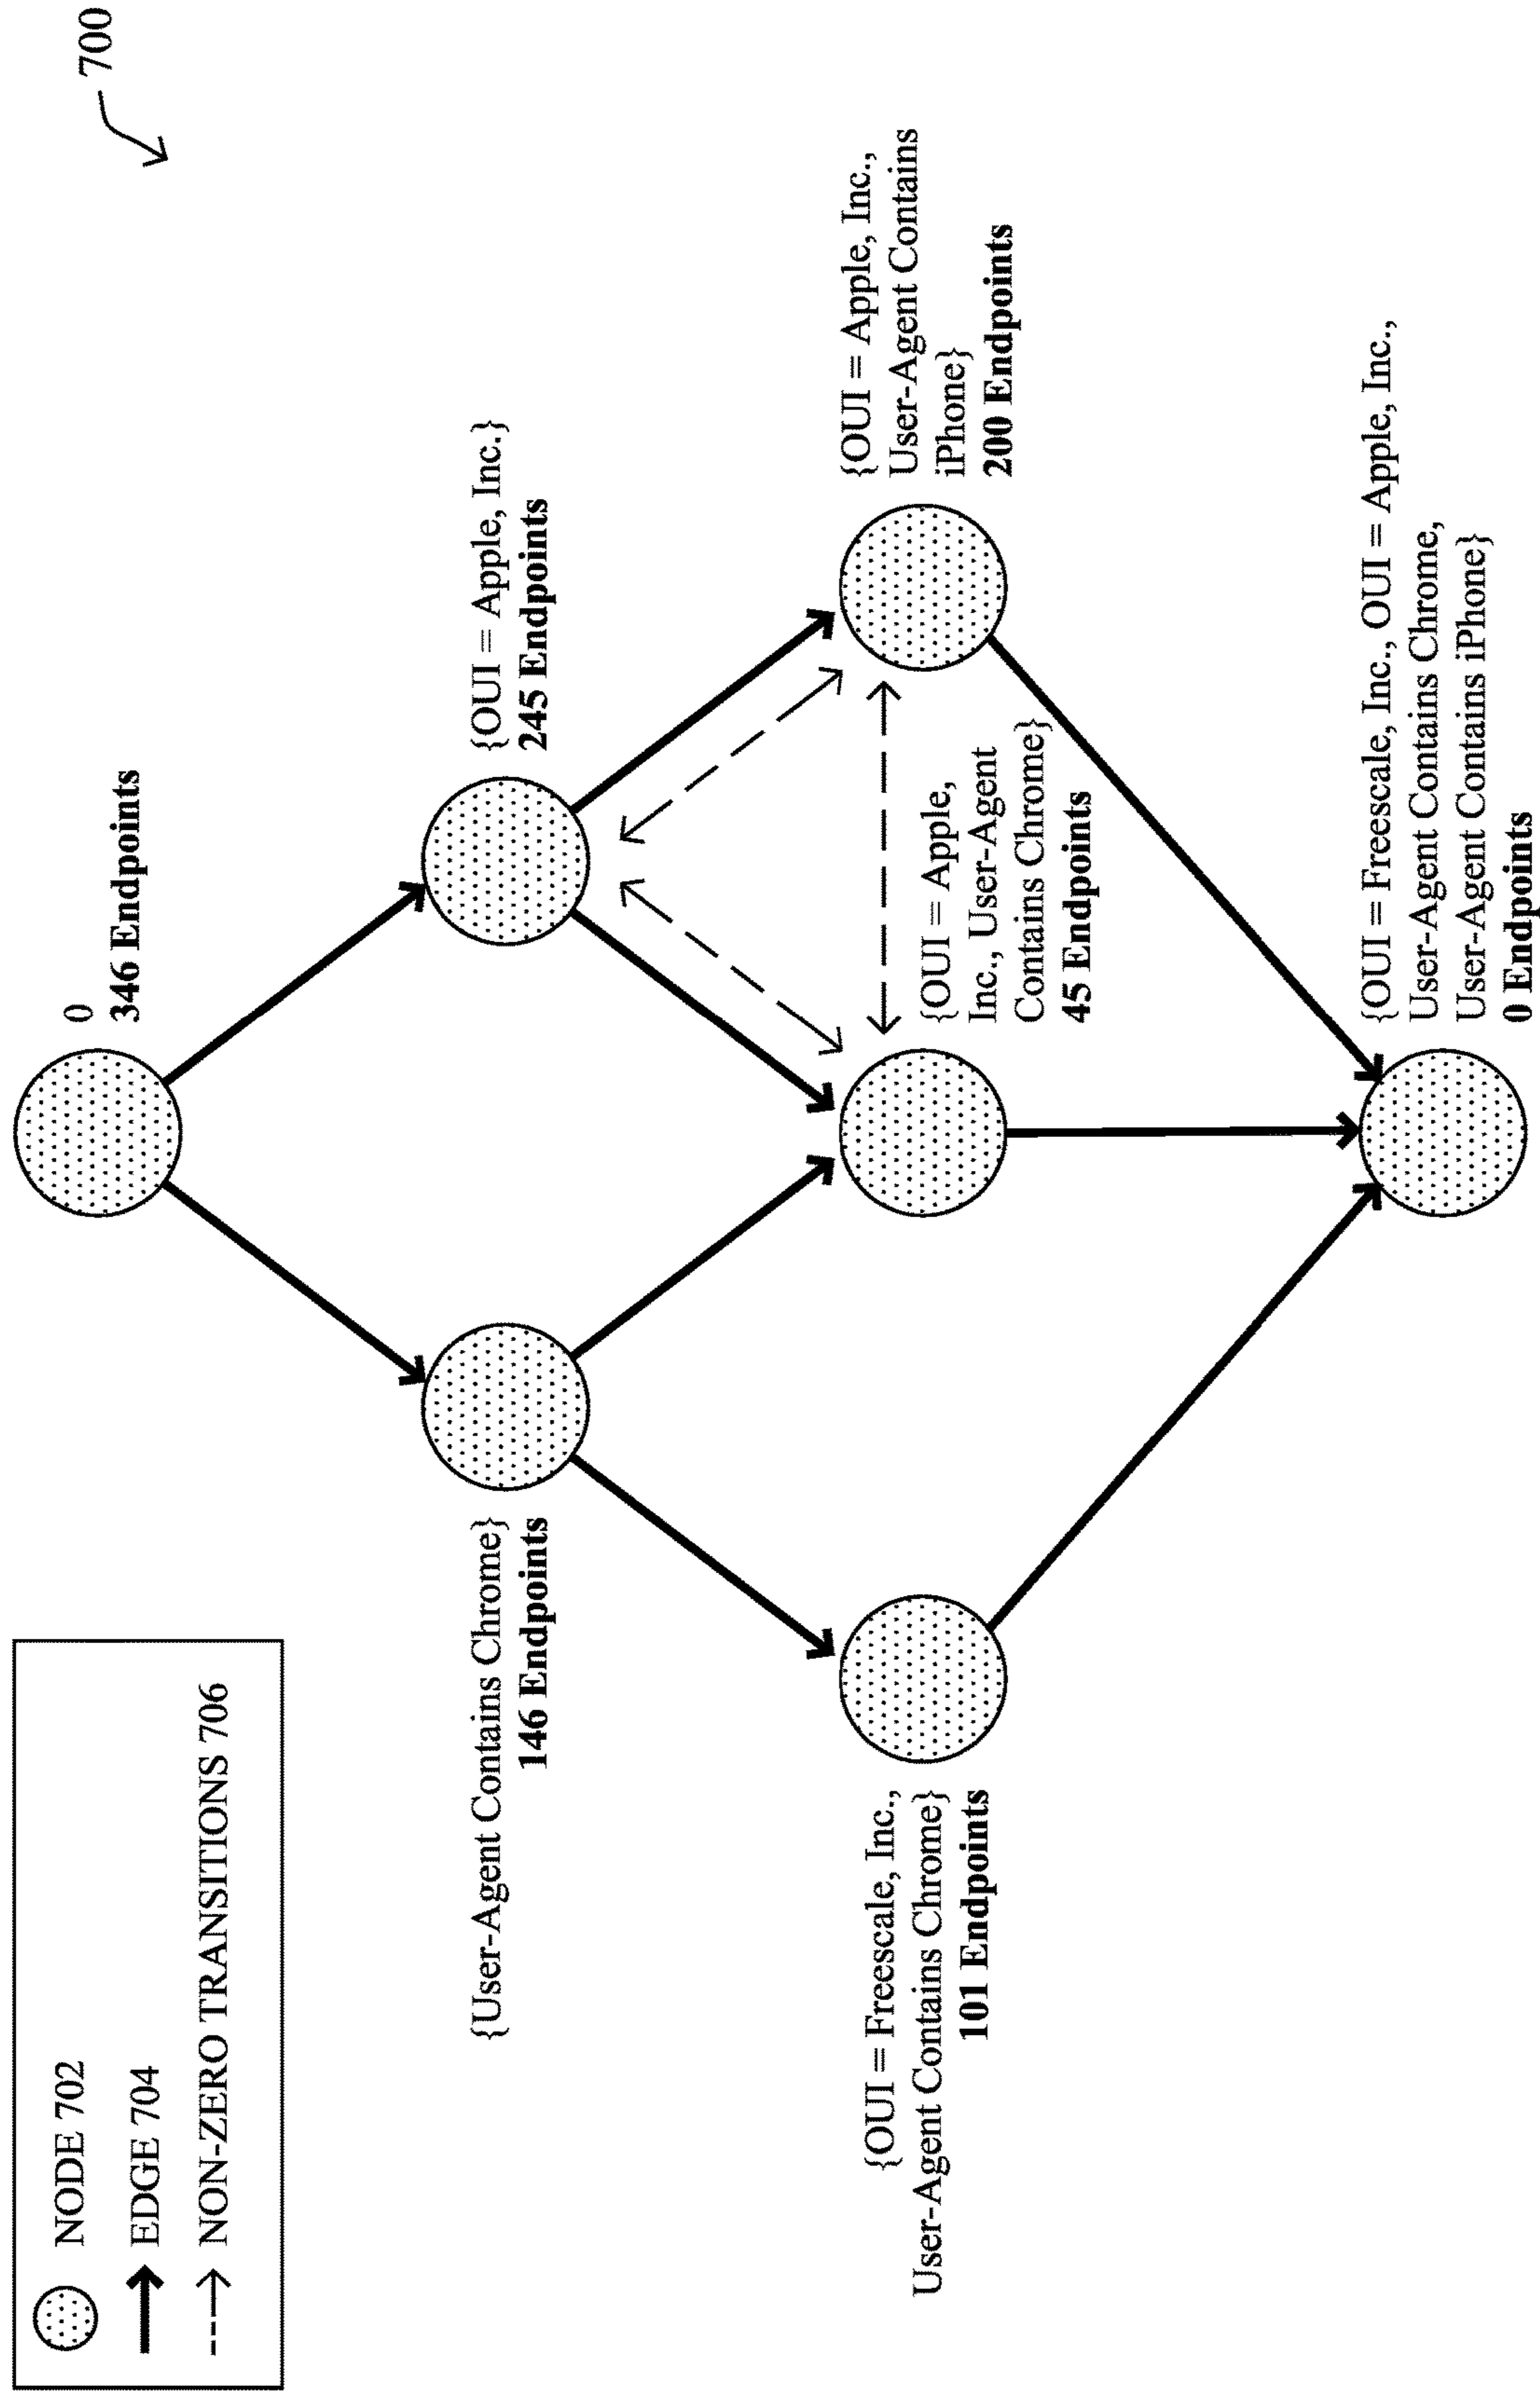 NODE 702
EDGE 704
NON-ZERO TRANSITIONS 706
700
0
346 Endpoints
{User-Agent Contains Chrome}
146 Endpoints
{OUI = Apple, Inc.}
245 Endpoints
{OUI = Freescale, Inc.,
User-Agent Contains Chrome}
101 Endpoints
{OUI = Apple,
Inc., User-Agent
Contains Chrome}
45 Endpoints
{OUI = Apple, Inc.,
User-Agent Contains
iPhone}
200 Endpoints
{OUI = Freescale, Inc., OUI = Apple, Inc.,
User-Agent Contains Chrome,
User-Agent Contains iPhone}
0 Endpoints